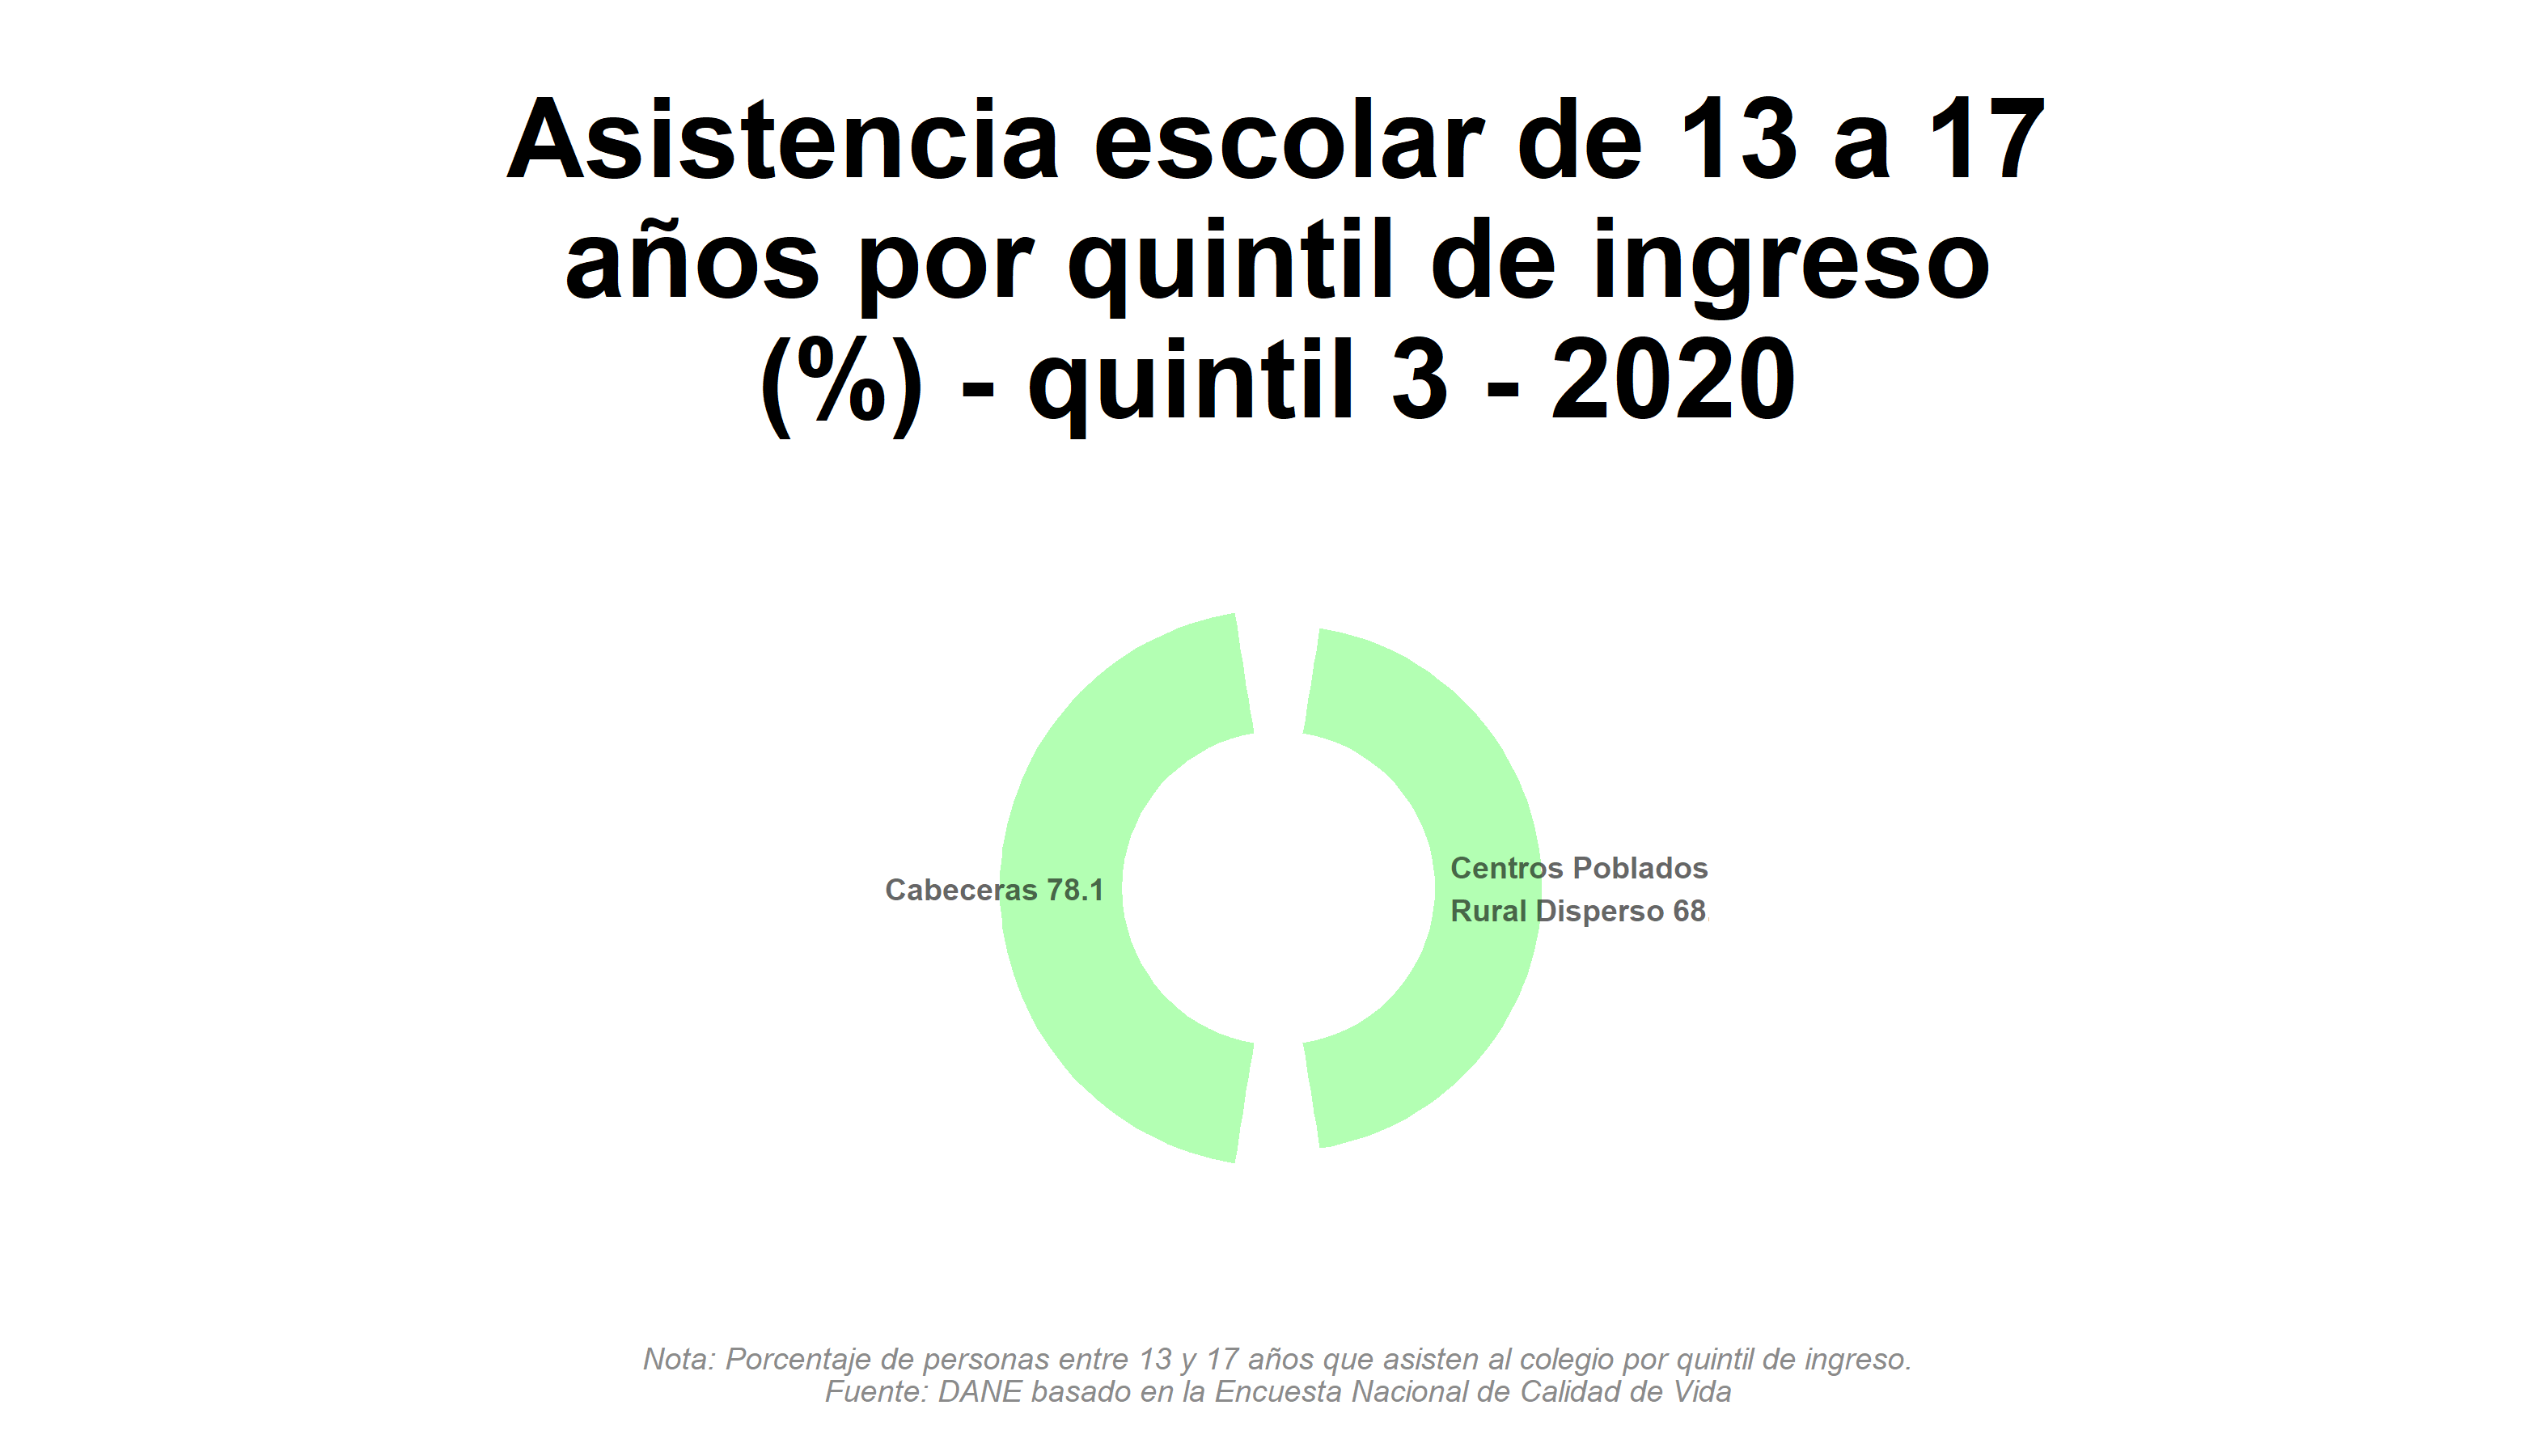 Asistencia escolar de 13 a 17
años por quintil de ingreso
(%) - quintil 3 - 2020
Cabeceras 78.1
Centros Poblados
Rural Disperso 68.
Nota: Porcentaje de personas entre 13 y 17 años que asisten al colegio por quintil de ingreso.
Fuente: DANE basado en la Encuesta Nacional de Calidad de Vida